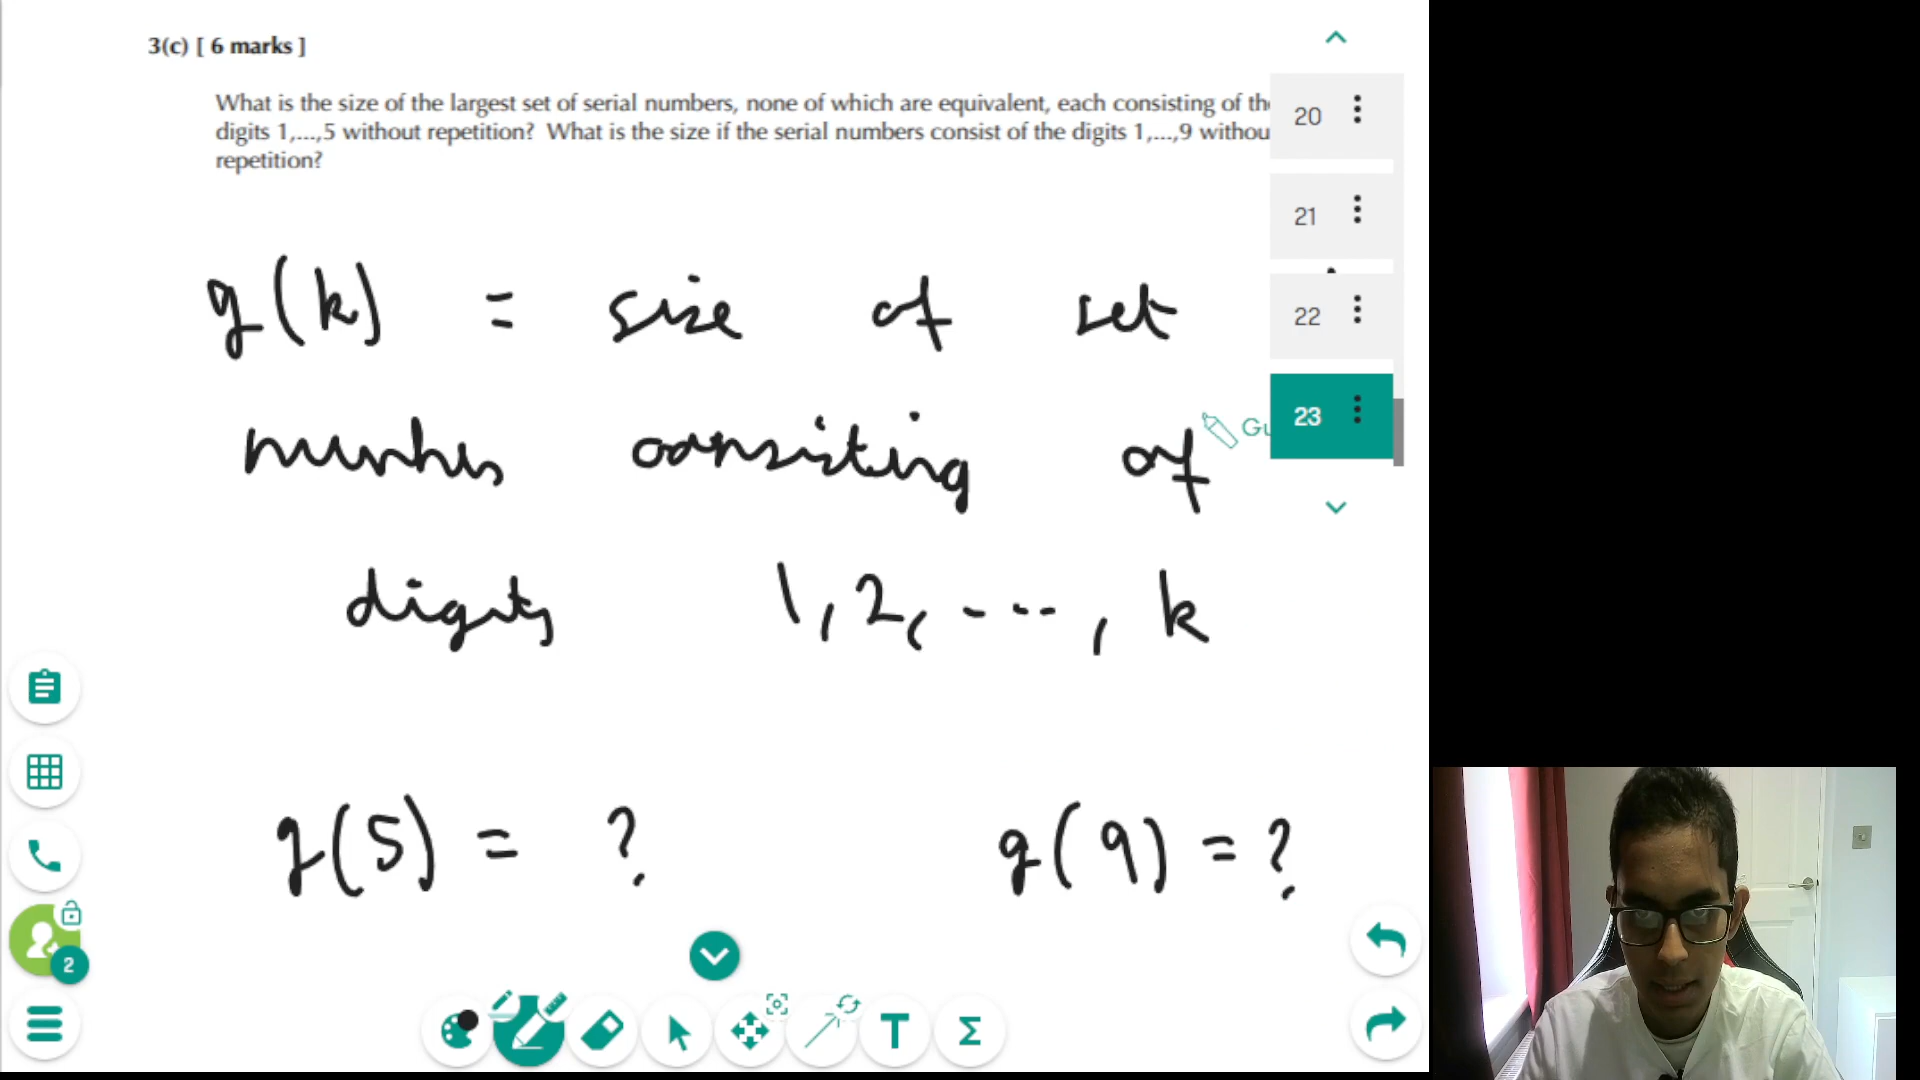 3(c) [ 6 marks ]
What is the size of the largest set of serial numbers, none of which are equivalent, each consisting of th
digits 1,...,5 without repetition? What is the size if the serial numbers consist of the digits 1,...,9 withou
repetition?
g(k) = size of set
numbers consisting of
digits 1, 2, ---, k
g(5) = ?
g(9) = ?
20
21
22
23
Gu
2
T
Σ